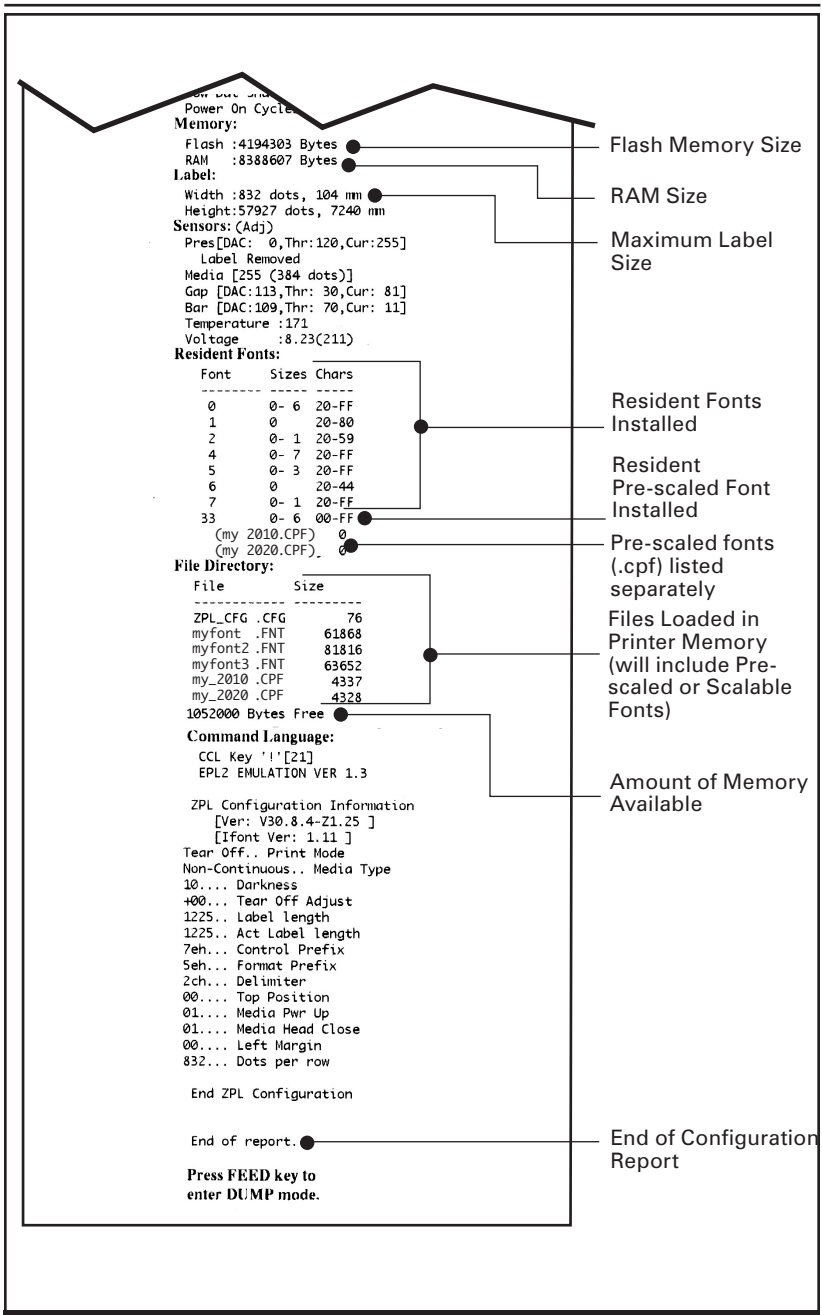 Power On Cycles
Memory:
Flash :4194303 Bytes
RAM :8388607 Bytes
Label:
Width :832 dots, 104 mm
Height:57927 dots, 7240 mm
Sensors: (Adj)
Pres[DAC: 0,Thr:120,Cur:255]
Label Removed
Media [255 (384 dots)]
Gap [DAC:113,Thr: 30,Cur: 81]
Bar [DAC:109,Thr: 70,Cur: 11]
Temperature :171
Voltage :8.23(211)
Resident Fonts:
Font Sizes Chars
-------- ----- -----
0 0- 6 20-FF
1 0 20-80
2 0- 1 20-59
4 0- 7 20-FF
5 0- 3 20-FF
6 0 20-44
7 0- 1 20-FF
33 0- 6 00-FF
(my 2010.CPF) 0
(my 2020.CPF) 0
File Directory:
File Size
------------ ---------
ZPL_CFG .CFG 76
myfont .FNT 61868
myfont2 .FNT 81816
myfont3 .FNT 63652
my_2010 .CPF 4337
my_2020 .CPF 4328
1052000 Bytes Free
Command Language:
CCL Key '!'[21]
EPL2 EMULATION VER 1.3
ZPL Configuration Information
[Ver: V30.8.4-Z1.25 ]
[Ifont Ver: 1.11 ]
Tear Off.. Print Mode
Non-Continuous.. Media Type
10.... Darkness
+00... Tear Off Adjust
1225.. Label length
1225.. Act Label length
7eh... Control Prefix
5eh... Format Prefix
2ch... Delimiter
00.... Top Position
01.... Media Pwr Up
01.... Media Head Close
00.... Left Margin
832... Dots per row
End ZPL Configuration
End of report.
Press FEED key to
enter DUMP mode.
Flash Memory Size
RAM Size
Maximum Label
Size
Resident Fonts
Installed
Resident
Pre-scaled Font
Installed
Pre-scaled fonts
(.cpf) listed
separately
Files Loaded in
Printer Memory
(will include Pre-
scaled or Scalable
Fonts)
Amount of Memory
Available
End of Configuration
Report